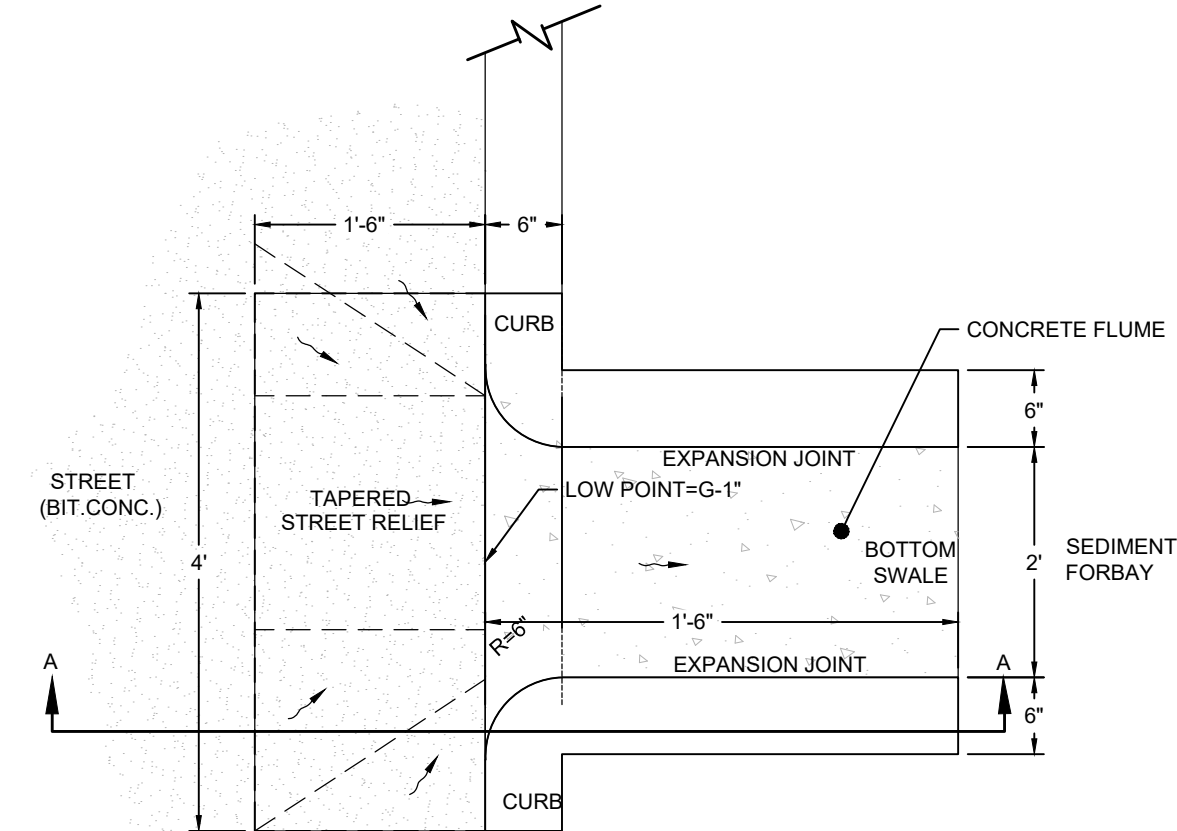 1'-6"
6"
CURB
CONCRETE FLUME
6"
EXPANSION JOINT
STREET
(BIT.CONC.)
TAPERED
STREET RELIEF
LOW POINT=G-1"
4'
BOTTOM
SWALE
2'
SEDIMENT
FORBAY
1'-6"
R=6"
EXPANSION JOINT
A
A
6"
CURB